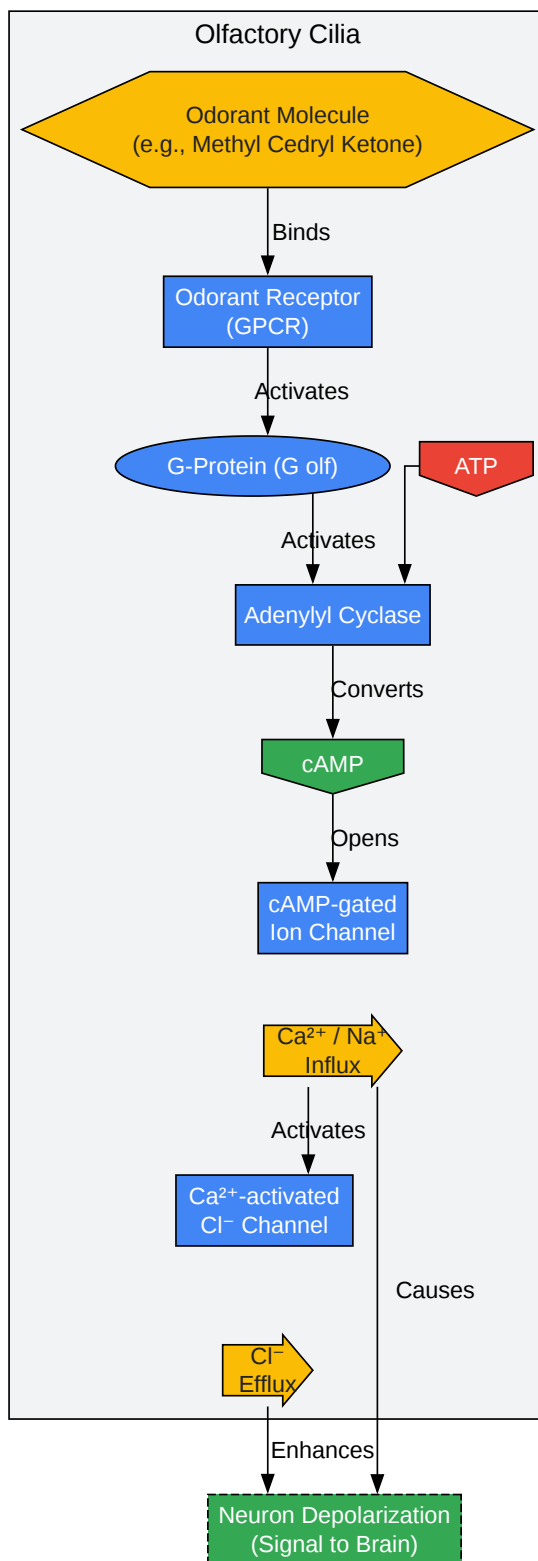 Olfactory Cilia
Odorant Molecule
(e.g., Methyl Cedryl Ketone)
Binds
Odorant Receptor
(GPCR)
Activates
G-Protein (G olf)
ATP
Activates
Adenylyl Cyclase
Converts
cAMP
Opens
cAMP-gated
Ion Channel
Ca²⁺ / Na⁺
Influx
Activates
Ca²⁺-activated
Cl⁻ Channel
Causes
Cl⁻
Efflux
Enhances
Neuron Depolarization
(Signal to Brain)